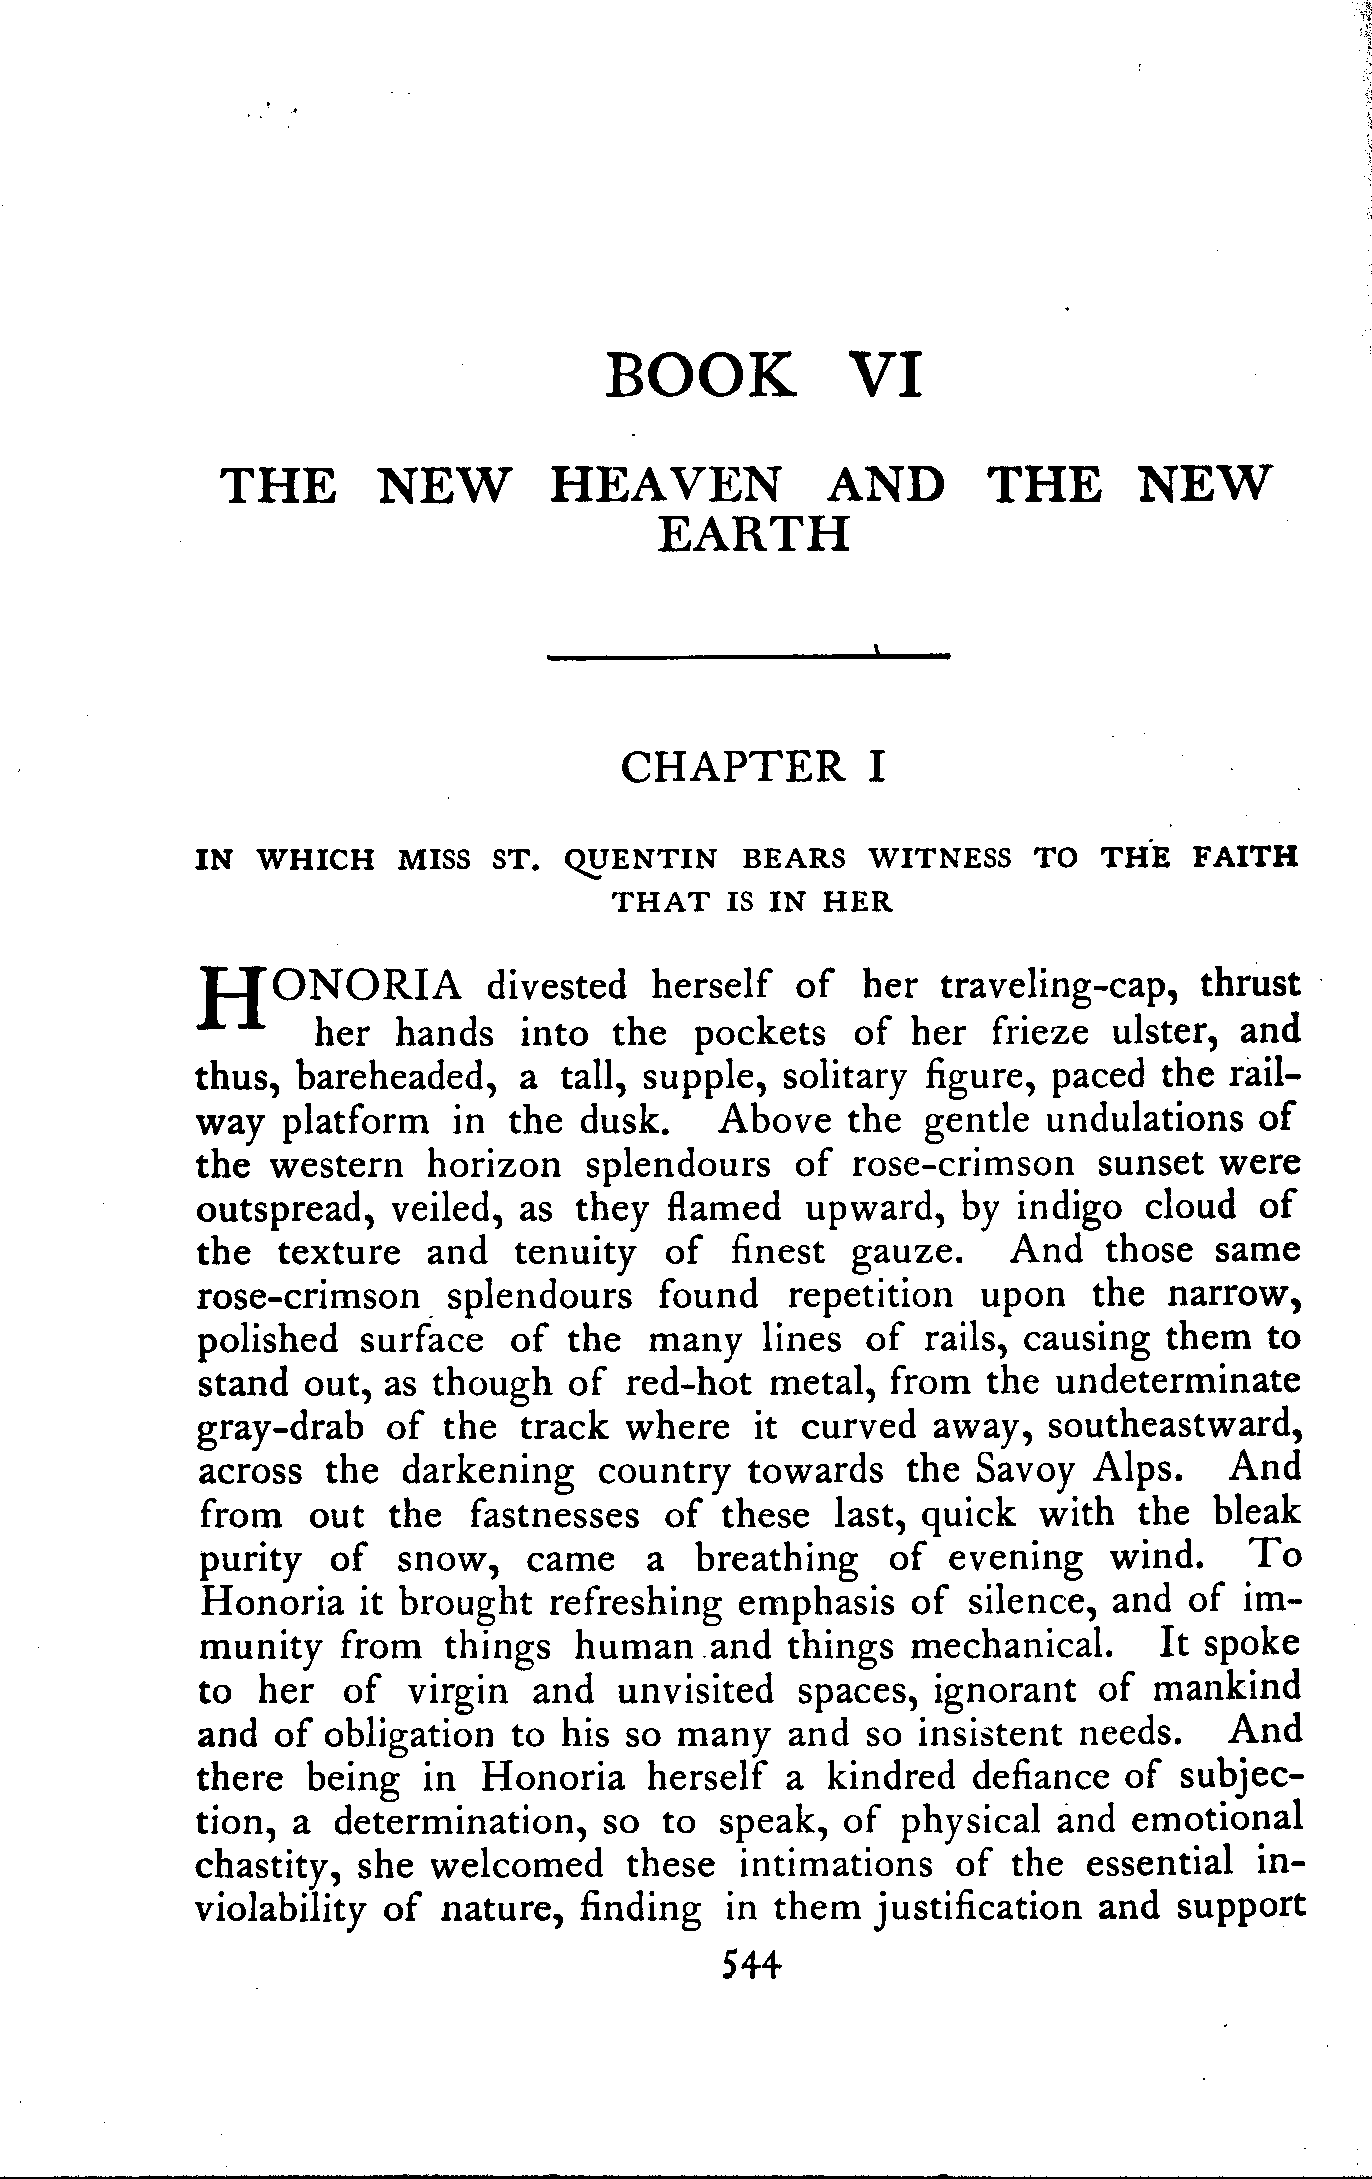 BOOK VI
THE NEW HEAVEN AND THE NEW
EARTH
CHAPTER I
IN WHICH MISS ST. QUENTIN BEARS WITNESS TO THE FAITH
THAT IS IN HER
HONORIA divested herself of her traveling-cap, thrust
her hands into the pockets of her frieze ulster, and
thus, bareheaded, a tall, supple, solitary figure, paced the rail-
way platform in the dusk. Above the gentle undulations of
the western horizon splendours of rose-crimson sunset were
outspread, veiled, as they flamed upward, by indigo cloud of
the texture and tenuity of finest gauze. And those same
rose-crimson splendours found repetition upon the narrow,
polished surface of the many lines of rails, causing them to
stand out, as though of red-hot metal, from the undeterminate
gray-drab of the track where it curved away, southeastward,
across the darkening country towards the Savoy Alps. And
from out the fastnesses of these last, quick with the bleak
purity of snow, came a breathing of evening wind. To
Honoria it brought refreshing emphasis of silence, and of im-
munity from things human and things mechanical. It spoke
to her of virgin and unvisited spaces, ignorant of mankind
and of obligation to his so many and so insistent needs. And
there being in Honoria herself a kindred defiance of subjec-
tion, a determination, so to speak, of physical and emotional
chastity, she welcomed these intimations of the essential in-
violability of nature, finding in them justification and support
544